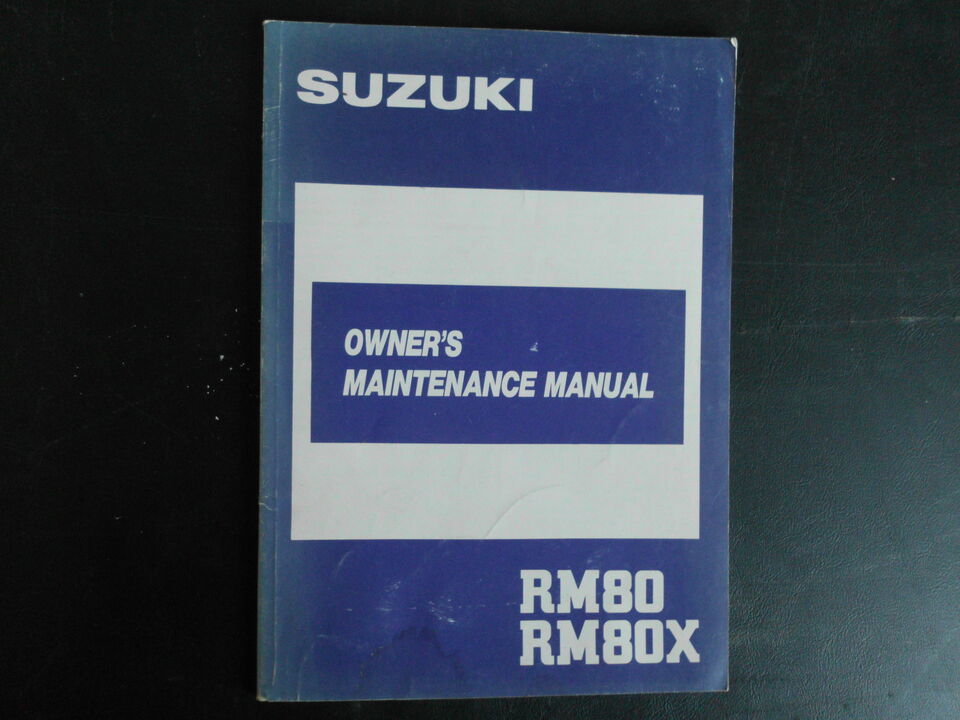 SUZUKI
OWNER'S
MAINTENANCE MANUAL
RM80
RM80X